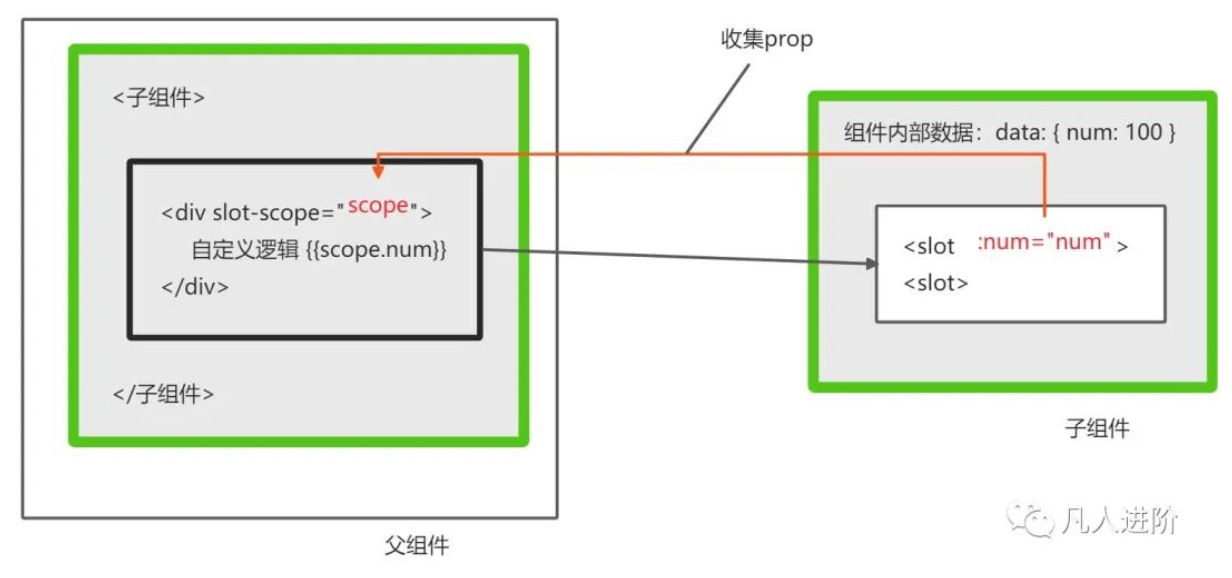 收集prop
<子组件>
<div slot-scope="scope">
自定义逻辑 {{scope.num}}
</div>
</子组件>
父组件
组件内部数据：data: { num: 100 }
<slot :num="num" >
<slot>
子组件
凡人进阶